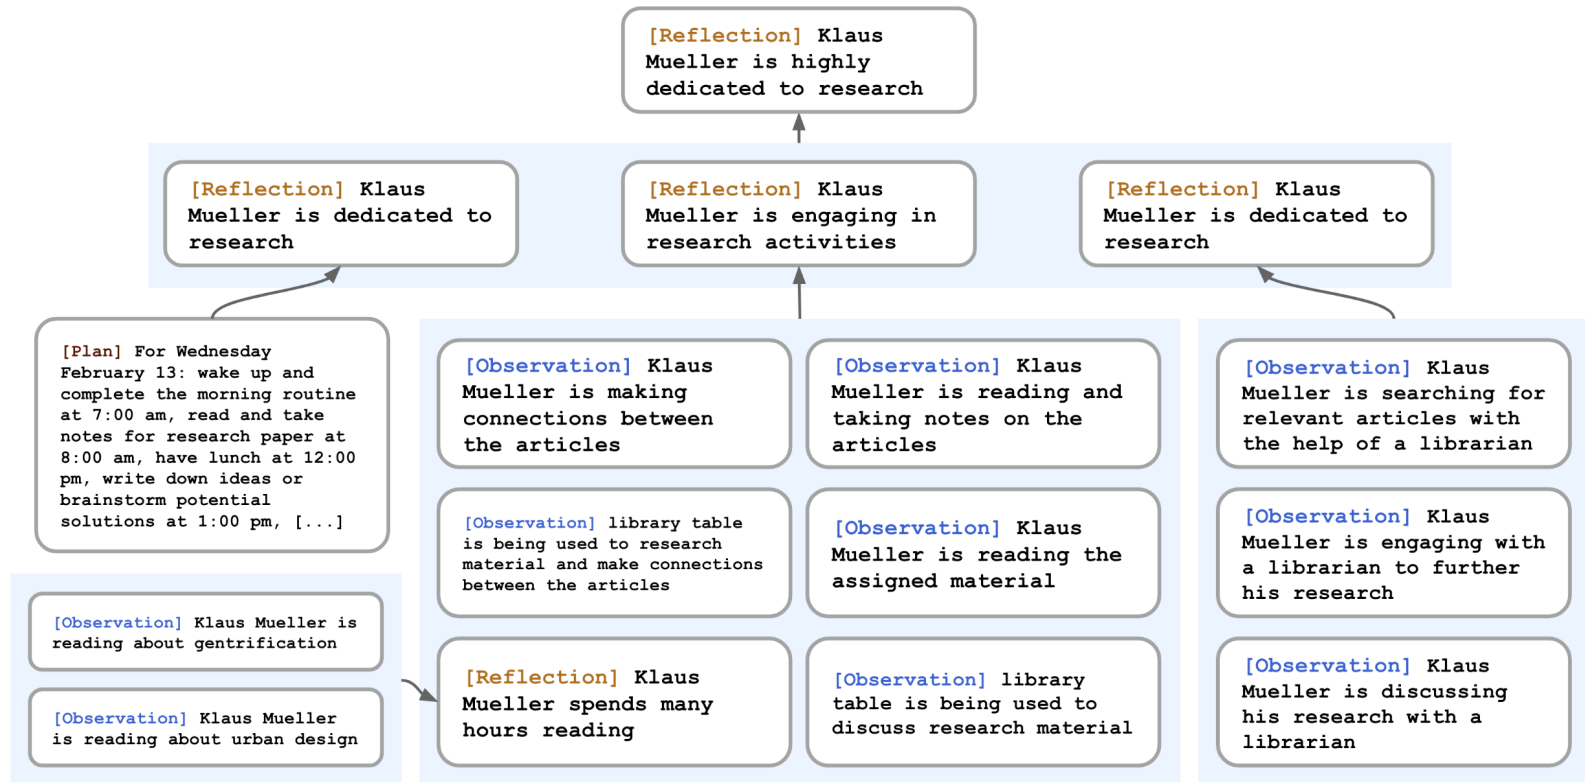 [Reflection] Klaus
Mueller is highly
dedicated to research
[Reflection] Klaus
Mueller is dedicated to
research
[Reflection] Klaus
Mueller is engaging in
research activities
[Reflection] Klaus
Mueller is dedicated to
research
[Plan] For Wednesday
February 13: wake up and
complete the morning routine
at 7:00 am, read and take
notes for research paper at
8:00 am, have lunch at 12:00
pm, write down ideas or
brainstorm potential
solutions at 1:00 pm, [...]
[Observation] Klaus Mueller is
reading about gentrification
[Observation] Klaus Mueller
is reading about urban design
[Observation] Klaus
Mueller is making
connections between
the articles
[Observation] Klaus
Mueller is reading and
taking notes on the
articles
[Observation] library table
is being used to research
material and make connections
between the articles
[Observation] Klaus
Mueller is reading the
assigned material
[Reflection] Klaus
Mueller spends many
hours reading
[Observation] library
table is being used to
discuss research material
[Observation] Klaus
Mueller is searching for
relevant articles with
the help of a librarian
[Observation] Klaus
Mueller is engaging with
a librarian to further
his research
[Observation] Klaus
Mueller is discussing
his research with a
librarian